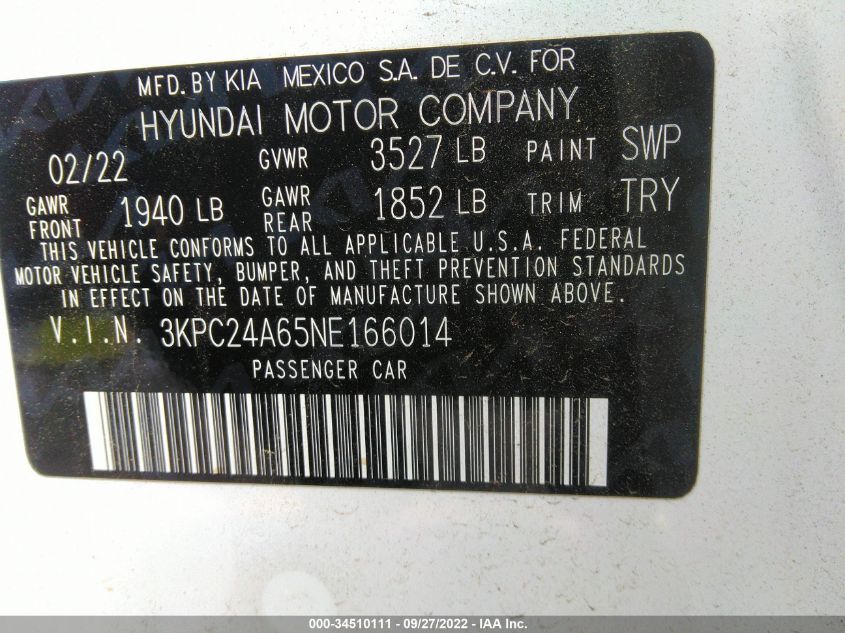 MFD. BY KIA MEXICO S.A. DE C.V. FOR
HYUNDAI MOTOR COMPANY
02/22 GVWR 3527 LB PAINT SWP
GAWR FRONT 1940 LB GAWR REAR 1852 LB TRIM TRY
THIS VEHICLE CONFORMS TO ALL APPLICABLE U.S.A. FEDERAL
MOTOR VEHICLE SAFETY, BUMPER, AND THEFT PREVENTION STANDARDS
IN EFFECT ON THE DATE OF MANUFACTURE SHOWN ABOVE.
V.I.N. 3KPC24A65NE166014
PASSENGER CAR
000-34510111 - 09/27/2022 - IAA Inc.